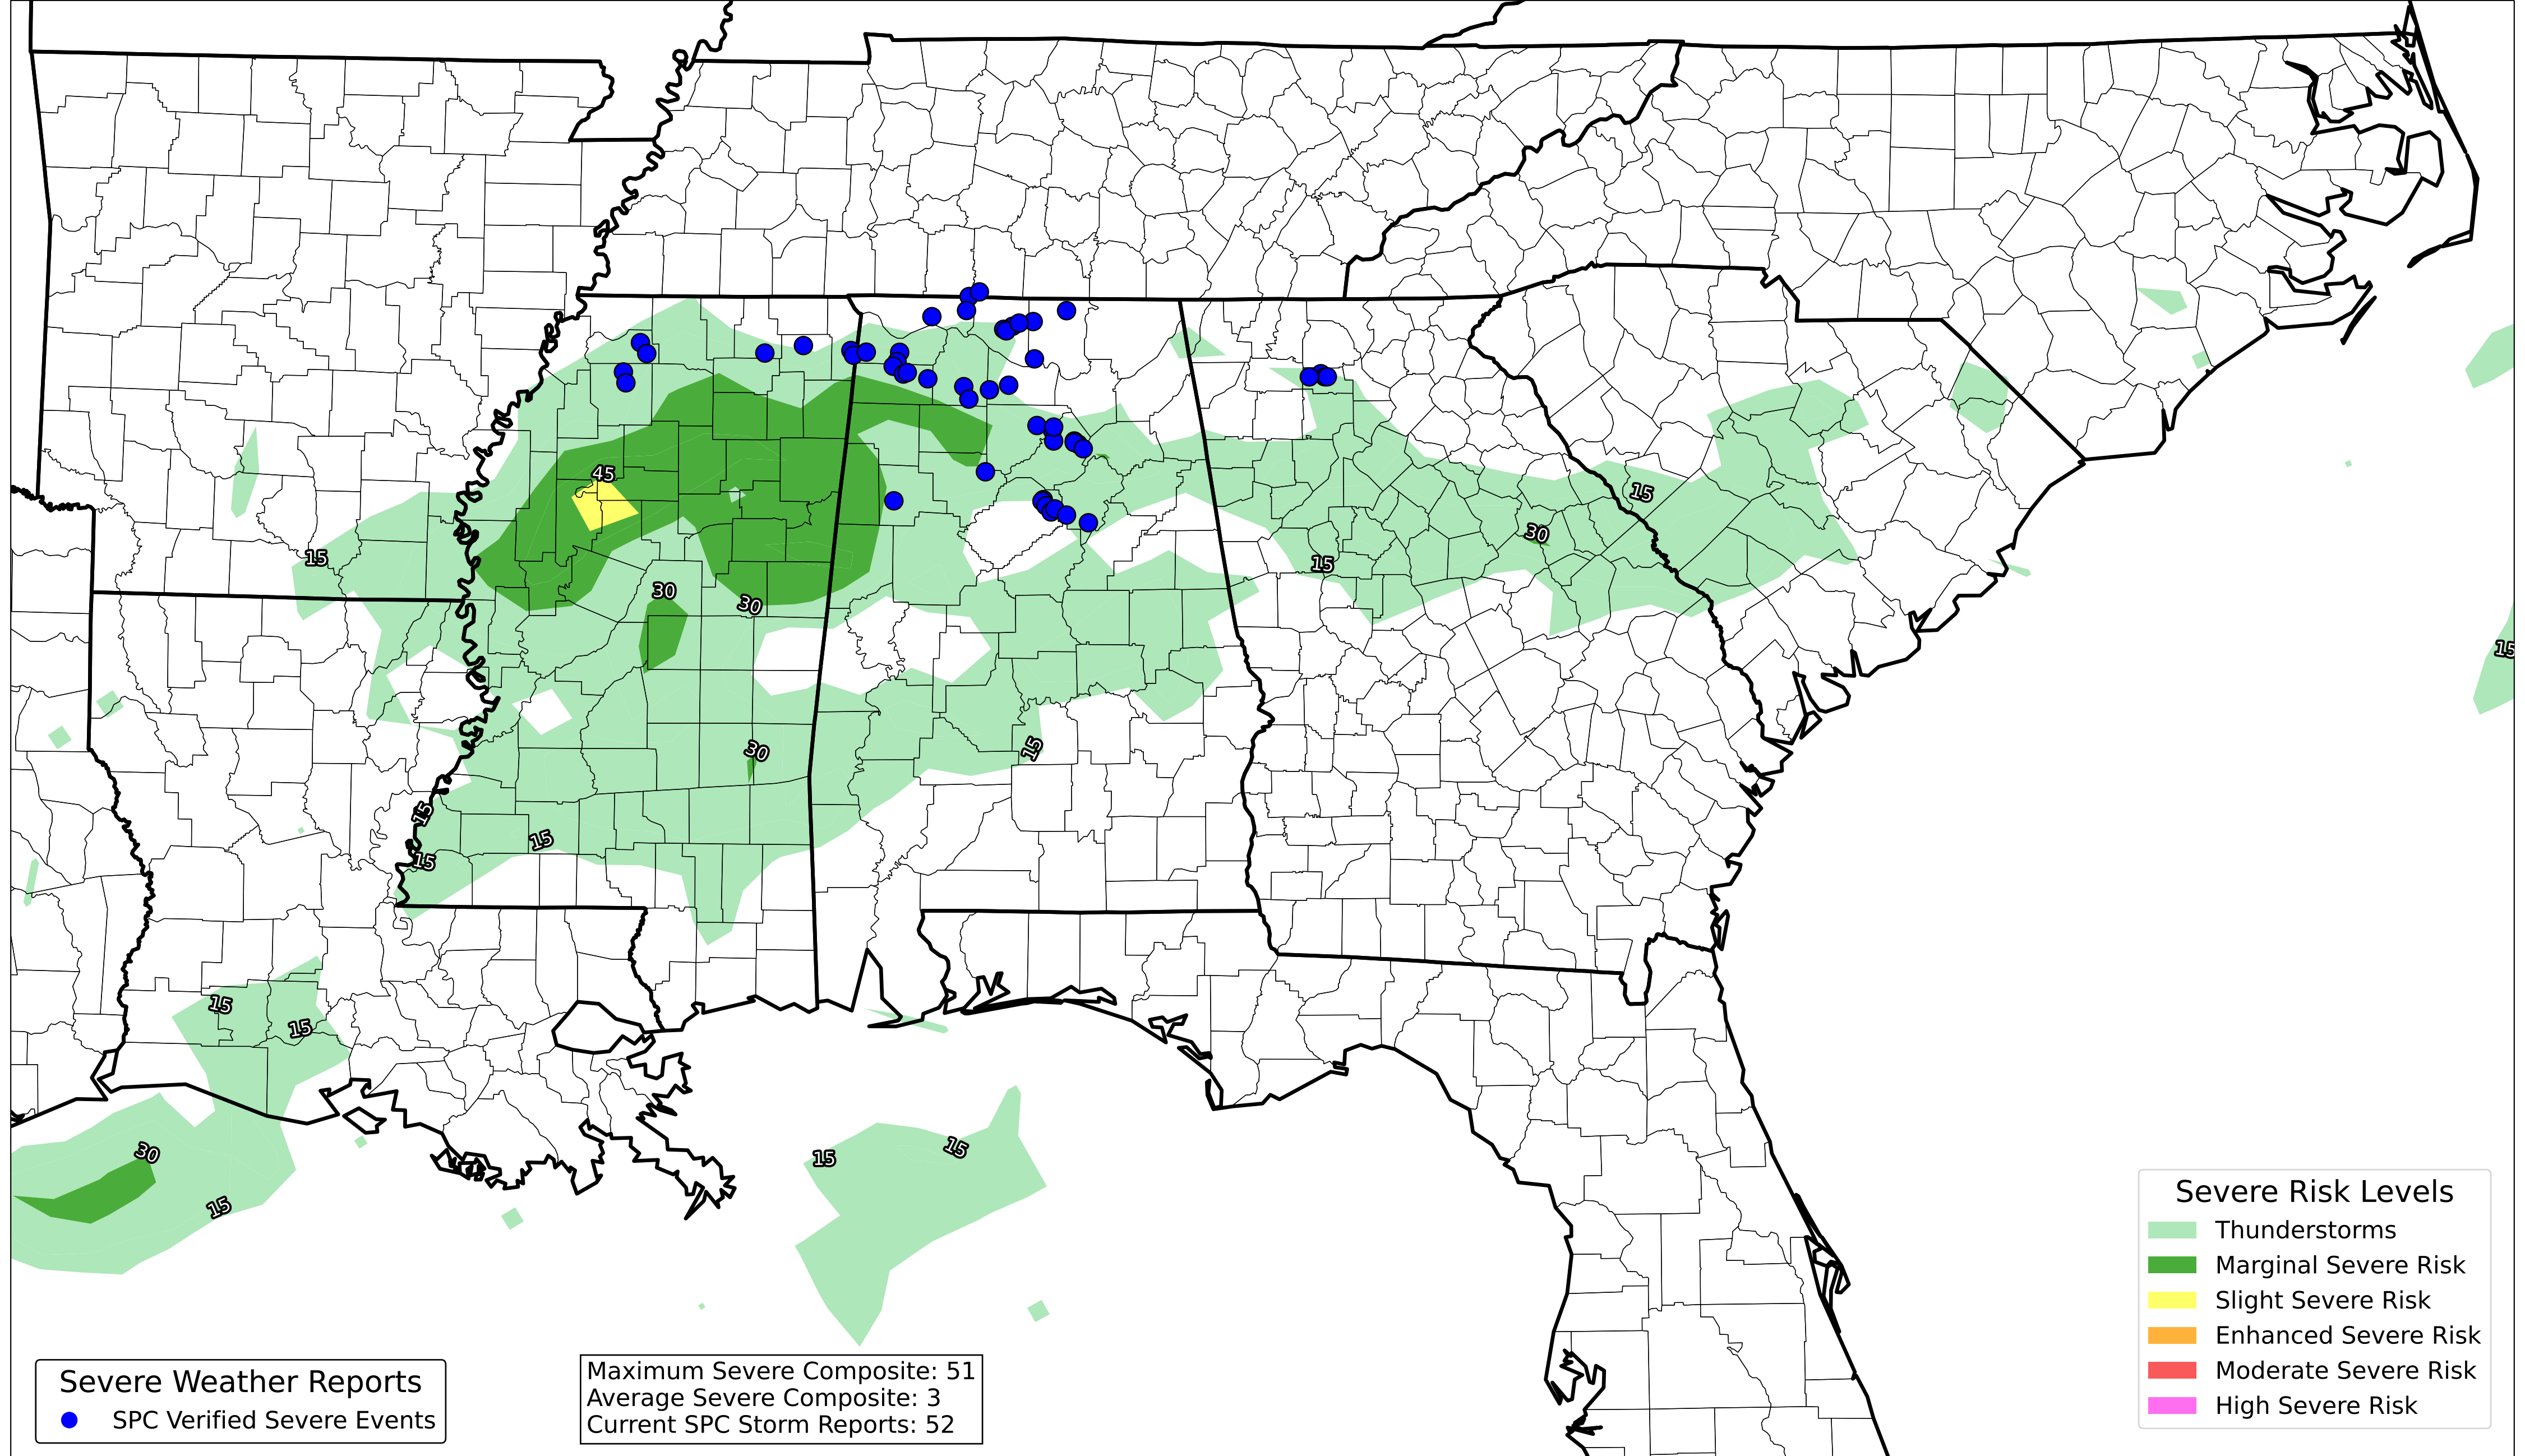 45
15
15
30
30
30
30
15
15
15
15
15
15
15
15
30
15
15
15
Severe Risk Levels
Thunderstorms
Marginal Severe Risk
Slight Severe Risk
Enhanced Severe Risk
Moderate Severe Risk
High Severe Risk
Severe Weather Reports
SPC Verified Severe Events
Maximum Severe Composite: 51
Average Severe Composite: 3
Current SPC Storm Reports: 52